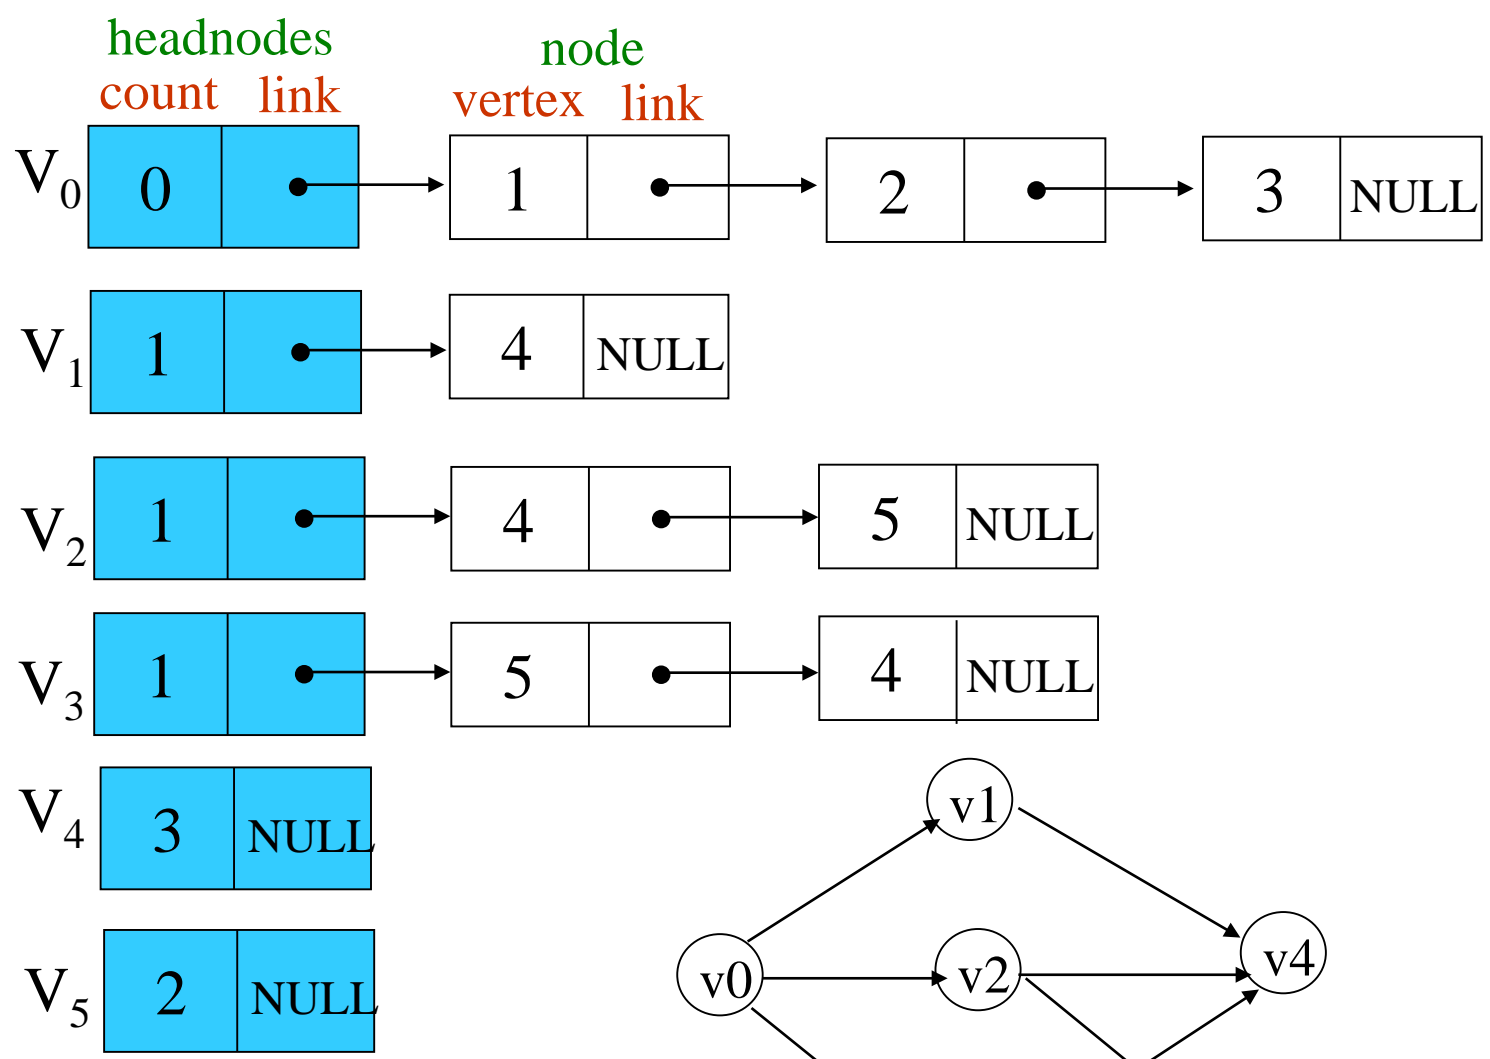 headnodes node
count link vertex link
V0 0 1 2 3 NULL
V1 1 4 NULL
V2 1 4 5 NULL
V3 1 5 4 NULL
V4 3 NULL
V5 2 NULL
v1
v0 v2 v4